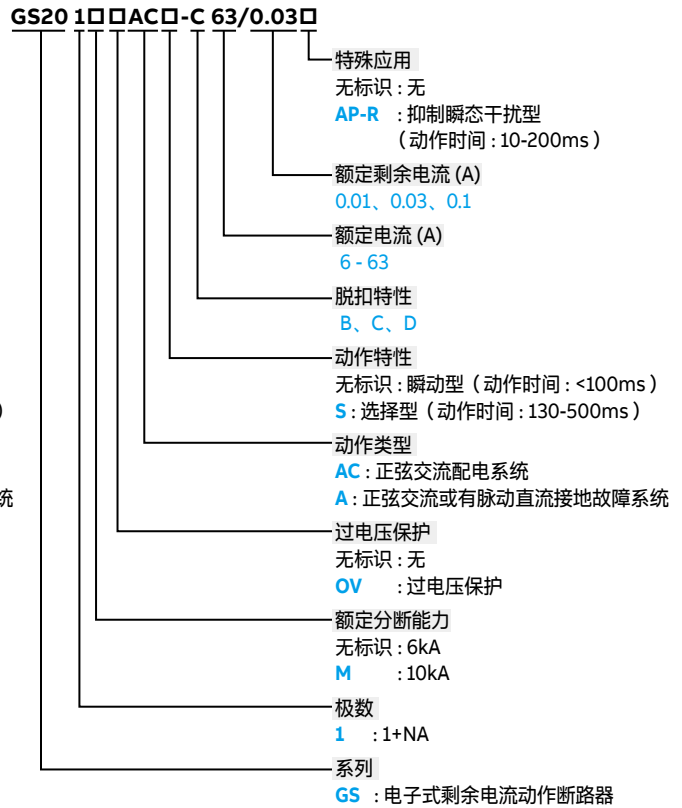 GS20 1□□AC□-C 63/0.03□
特殊应用
无标识 : 无
AP-R : 抑制瞬态干扰型
（动作时间 : 10-200ms）
额定剩余电流 (A)
0.01、0.03、0.1
额定电流 (A)
6 - 63
脱扣特性
B、C、D
动作特性
无标识 : 瞬动型（动作时间 : <100ms）
S : 选择型（动作时间 : 130-500ms）
）
动作类型
AC : 正弦交流配电系统
统
A : 正弦交流或有脉动直流接地故障系统
过电压保护
无标识 : 无
OV : 过电压保护
额定分断能力
无标识 : 6kA
M : 10kA
极数
1 : 1+NA
系列
GS : 电子式剩余电流动作断路器